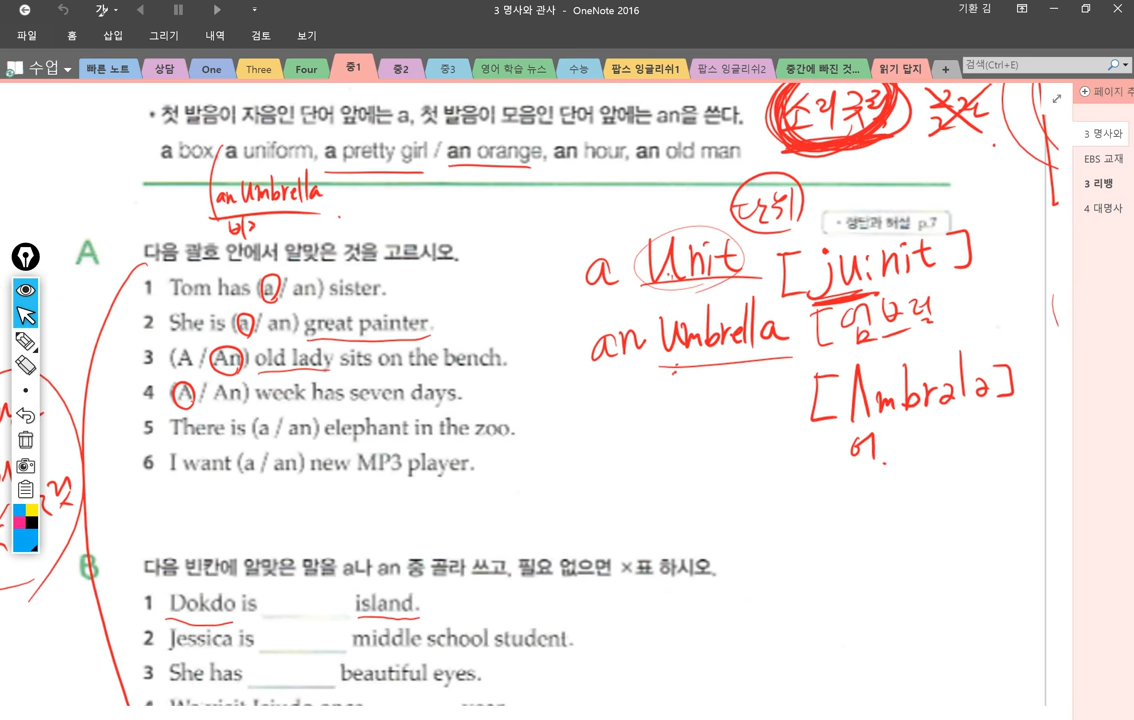 3 명사와 관사 - OneNote 2016
기환 김
파일 홈 삽입 그리기 내역 검토 보기
수업 빠른 노트 상담 One Three Four 중1 중2 중3 영어 학습 뉴스 수능 팝스 잉글리쉬1 팝스 잉글리쉬2 중간에 빠진 것... 읽기 답지 + 검색(Ctrl+E)
페이지 추
3 명사와
EBS 교재
3 리뱅
4 대명사
• 첫 발음이 자음인 단어 앞에는 a, 첫 발음이 모음인 단어 앞에는 an을 쓴다.
a box, a uniform, a pretty girl / an orange, an hour, an old man
an umbrella
단위
• 정답과 해설 p.7
a Unit [ju:nit]
an umbrella [엄브렐
[ʌmbrələ]
어.
A 다음 괄호 안에서 알맞은 것을 고르시오.
1 Tom has (a / an) sister.
2 She is (a / an) great painter.
3 (A / An) old lady sits on the bench.
4 (A / An) week has seven days.
5 There is (a / an) elephant in the zoo.
6 I want (a / an) new MP3 player.
B 다음 빈칸에 알맞은 말을 a나 an 중 골라 쓰고, 필요 없으면 ×표 하시오.
1 Dokdo is ______ island.
2 Jessica is ______ middle school student.
3 She has ______ beautiful eyes.